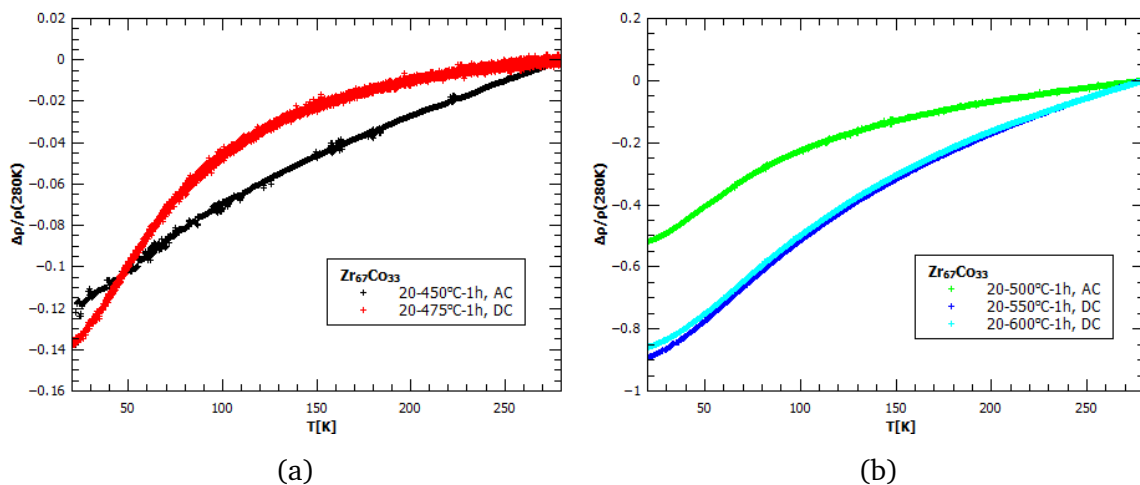 0.02
0
−0.02
−0.04
−0.06
−0.08
−0.1
−0.12
−0.14
−0.16
Δρ/ρ(280K)
Zr₆₇Co₃₃
20-450°C-1h, AC
20-475°C-1h, DC
50
100
150
200
250
T[K]
(a)
0.2
0
−0.2
−0.4
−0.6
−0.8
−1
Δρ/ρ(280K)
Zr₆₇Co₃₃
20-500°C-1h, AC
20-550°C-1h, DC
20-600°C-1h, DC
50
100
150
200
250
T[K]
(b)